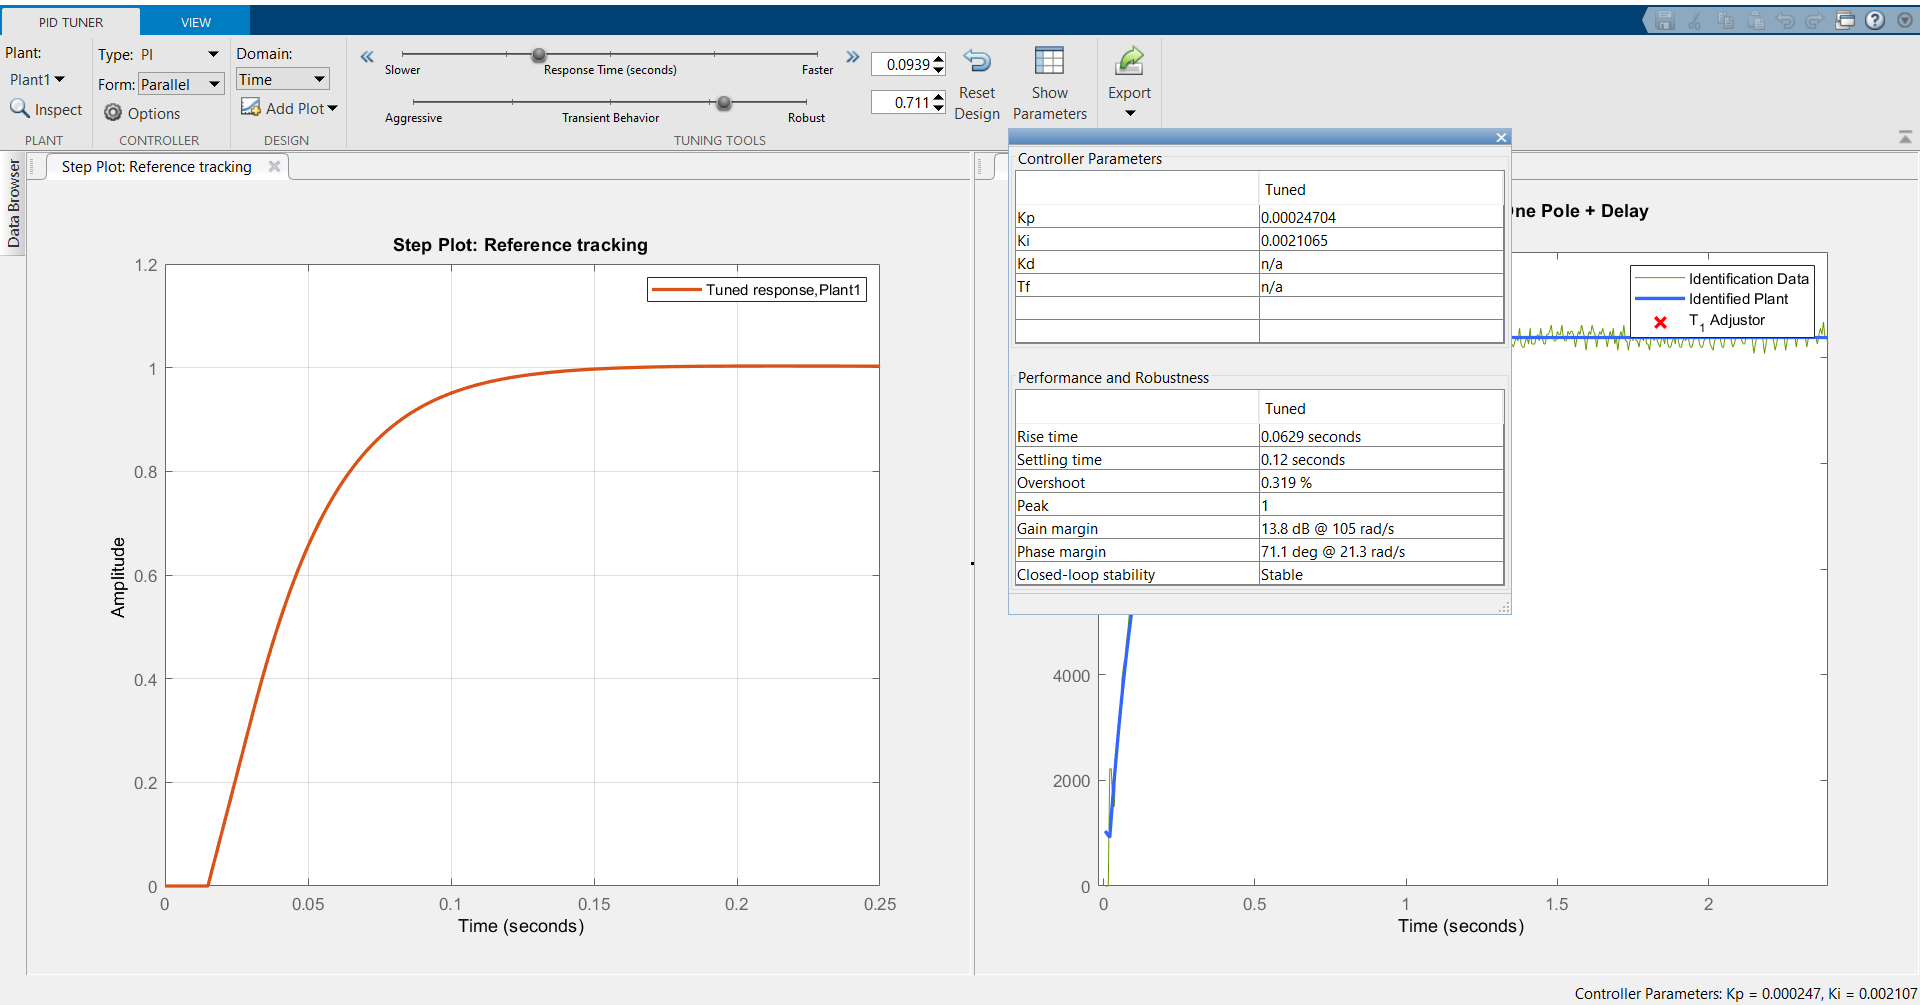 PID TUNER
VIEW
Plant:
Plant1
Inspect
PLANT
Type: PI
Form: Parallel
Options
CONTROLLER
Domain:
Time
Add Plot
DESIGN
Slower
Response Time (seconds)
Faster
0.0939
Aggressive
Transient Behavior
Robust
0.711
Reset
Design
Show
Parameters
Export
TUNING TOOLS
Data Browser
Step Plot: Reference tracking
Step Plot: Reference tracking
Tuned response,Plant1
1.2
1
0.8
0.6
0.4
0.2
0
Amplitude
0 0.05 0.1 0.15 0.2 0.25
Time (seconds)
Controller Parameters
Tuned
Kp 0.00024704
Ki 0.0021065
Kd n/a
Tf n/a
Performance and Robustness
Tuned
Rise time 0.0629 seconds
Settling time 0.12 seconds
Overshoot 0.319 %
Peak 1
Gain margin 13.8 dB @ 105 rad/s
Phase margin 71.1 deg @ 21.3 rad/s
Closed-loop stability Stable
ne Pole + Delay
Identification Data
Identified Plant
T1 Adjustor
4000
2000
0
0 0.5 1 1.5 2
Time (seconds)
Controller Parameters: Kp = 0.000247, Ki = 0.002107